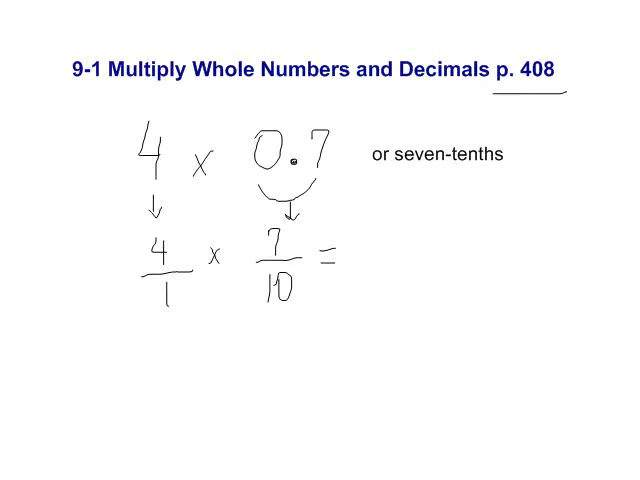 9-1 Multiply Whole Numbers and Decimals p. 408
4 x 0.7 or seven-tenths
4/1 x 7/10 =